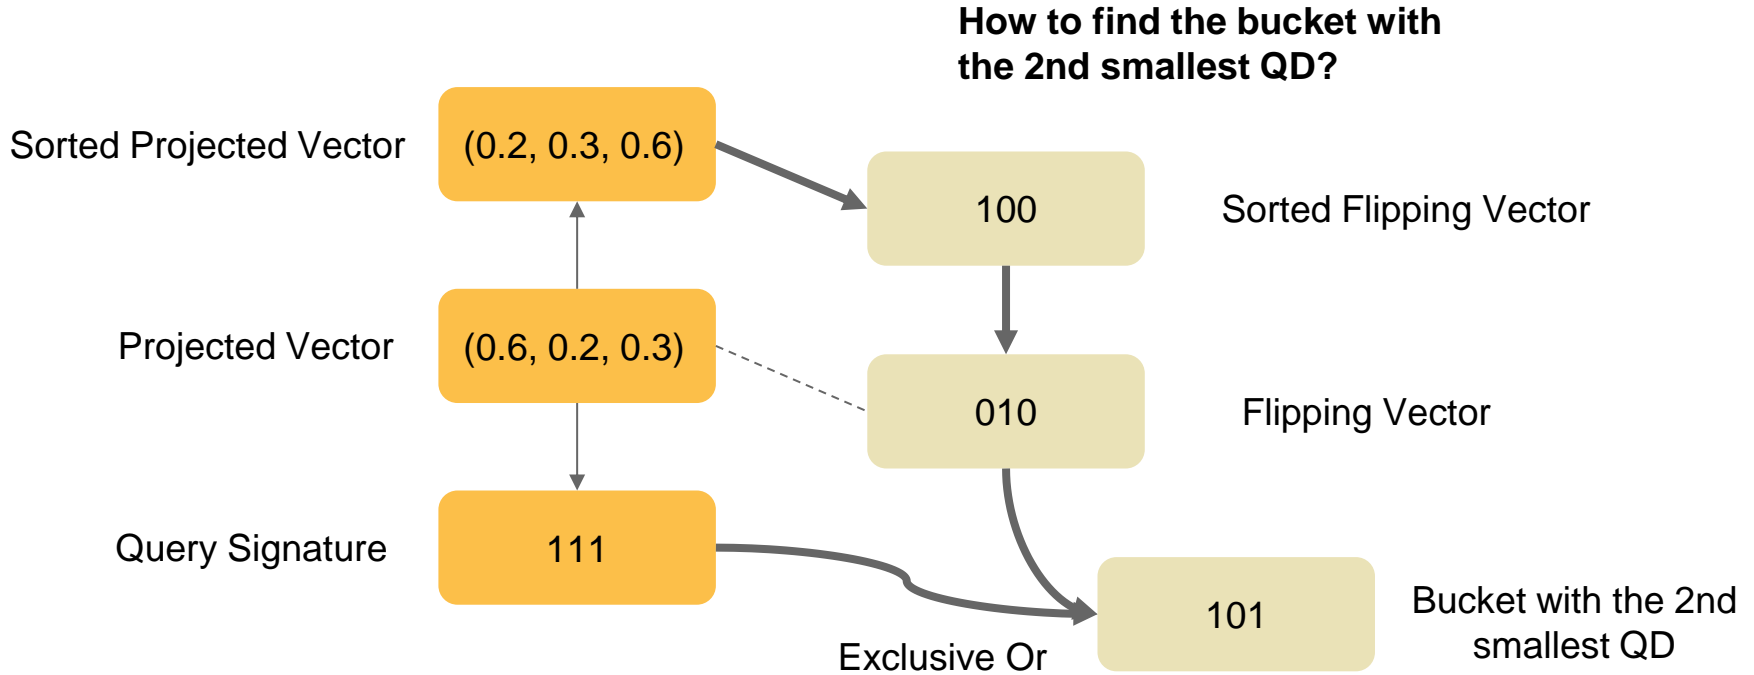 How to find the bucket with
the 2nd smallest QD?
Sorted Projected Vector
(0.2, 0.3, 0.6)
100
Sorted Flipping Vector
Projected Vector
(0.6, 0.2, 0.3)
010
Flipping Vector
Query Signature
111
101
Bucket with the 2nd
smallest QD
Exclusive Or